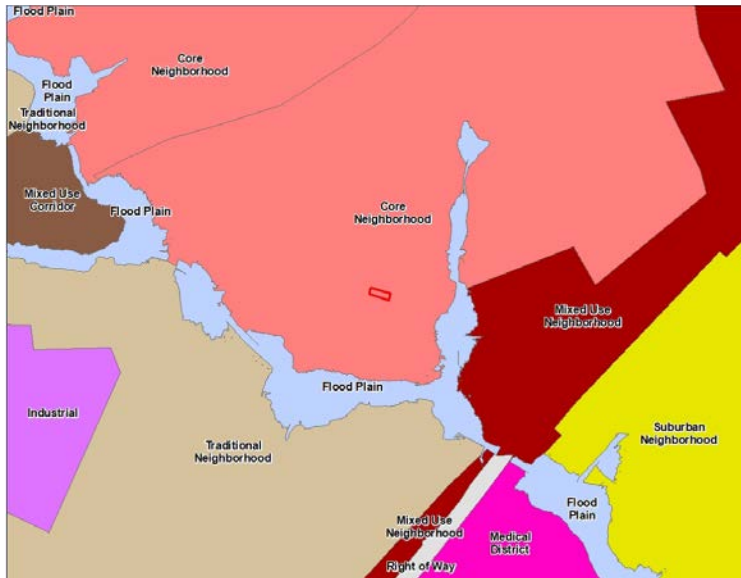 Flood Plain
Core
Neighborhood
Flood
Plain
Traditional
Neighborhood
Mixed Use
Corridor
Flood Plain
Core
Neighborhood
Mixed Use
Neighborhood
Flood Plain
Industrial
Traditional
Neighborhood
Suburban
Neighborhood
Flood
Plain
Mixed Use
Neighborhood
Medical
District
Right of Way